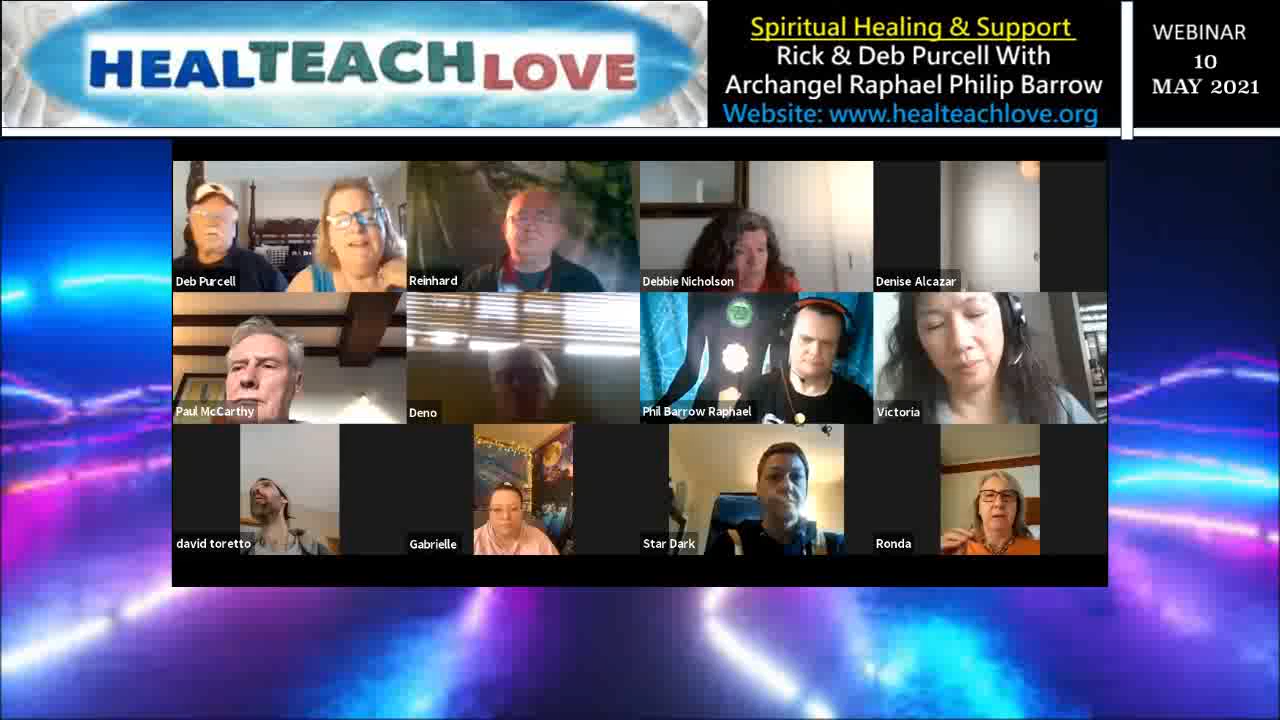 HEALTEACHLOVE
Spiritual Healing & Support
Rick & Deb Purcell With
Archangel Raphael Philip Barrow
Website: www.healteachlove.org
WEBINAR
10
MAY 2021
Deb Purcell
Reinhard
Debbie Nicholson
Denise Alcazar
Paul McCarthy
Deno
Phil Barrow Raphael
Victoria
david toretto
Gabrielle
Star Dark
Ronda